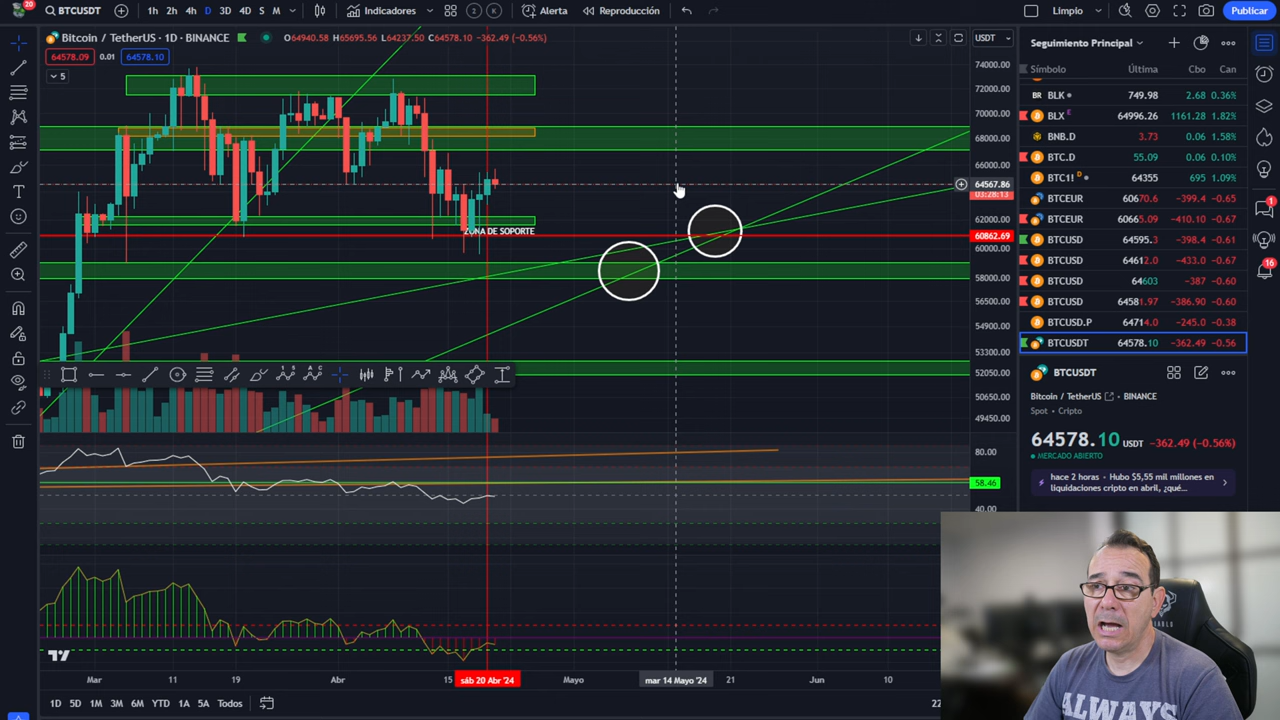 20
BTCUSDT
1h 2h 4h D 3D 4D S M
Indicadores
2
K
Alerta
Reproducción
Limpio
Publicar
Bitcoin / TetherUS · 1D · BINANCE
O64940.58 H65695.56 L64237.50 C64578.10 −362.49 (−0.56%)
64578.09 0.01 64578.10
5
USDT
74000.00
72000.00
70000.00
68000.00
66000.00
64567.86
03:28:13
62000.00
60862.69
60000.00
58000.00
56500.00
54900.00
53300.00
52050.00
50650.00
49450.00
ZONA DE SOPORTE
80.00
58.46
40.00
Mar 11 19 Abr 15 sáb 20 Abr '24 Mayo mar 14 Mayo '24 21 Jun 10
1D 5D 1M 3M 6M YTD 1A 5A Todos
22
Seguimiento Principal
Símbolo Última Cbo Can
BLK 749.98 2.68 0.36%
BLX E 64996.26 1161.28 1.82%
BNB.D 3.73 0.06 1.58%
BTC.D 55.09 0.06 0.10%
BTC1! D 64355 695 1.09%
BTCEUR 60670.6 −399.4 −0.65
BTCEUR 60665.09 −410.10 −0.67
BTCUSD 64595.3 −398.4 −0.61
BTCUSD 64612.0 −433.0 −0.67
BTCUSD 64603 −387 −0.60
BTCUSD 64581.97 −386.90 −0.60
BTCUSD.P 64714.0 −245.0 −0.38
BTCUSDT 64578.10 −362.49 −0.56
BTCUSDT
Bitcoin / TetherUS · BINANCE
Spot · Cripto
64578.10 USDT −362.49 (−0.56%)
MERCADO ABIERTO
hace 2 horas · Hubo 5,55 mil millones en
liquidaciones cripto en abril, ¿qué...
1
16
DIABLO
ALWAYS